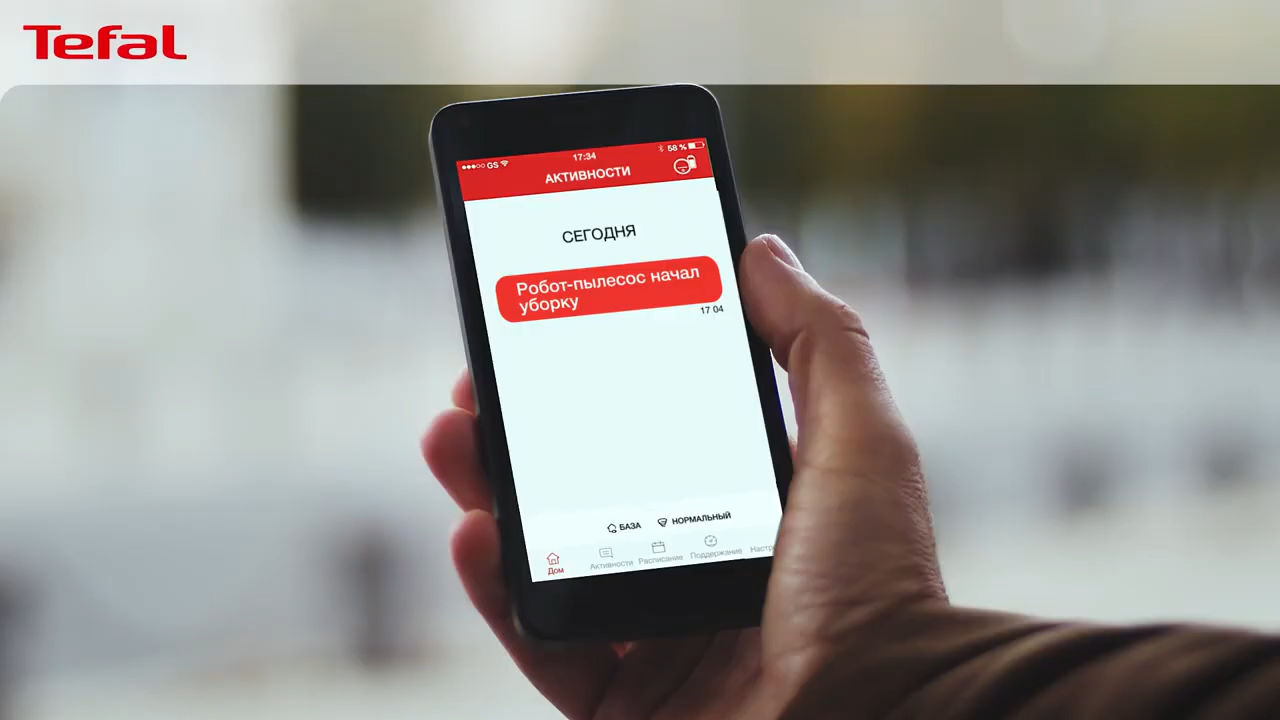 Tefal
GS 17:34 58 %
АКТИВНОСТИ
СЕГОДНЯ
Робот-пылесос начал
уборку
17 04
БАЗА НОРМАЛЬНЫЙ
Дом Активности Расписание Поддержание Настр